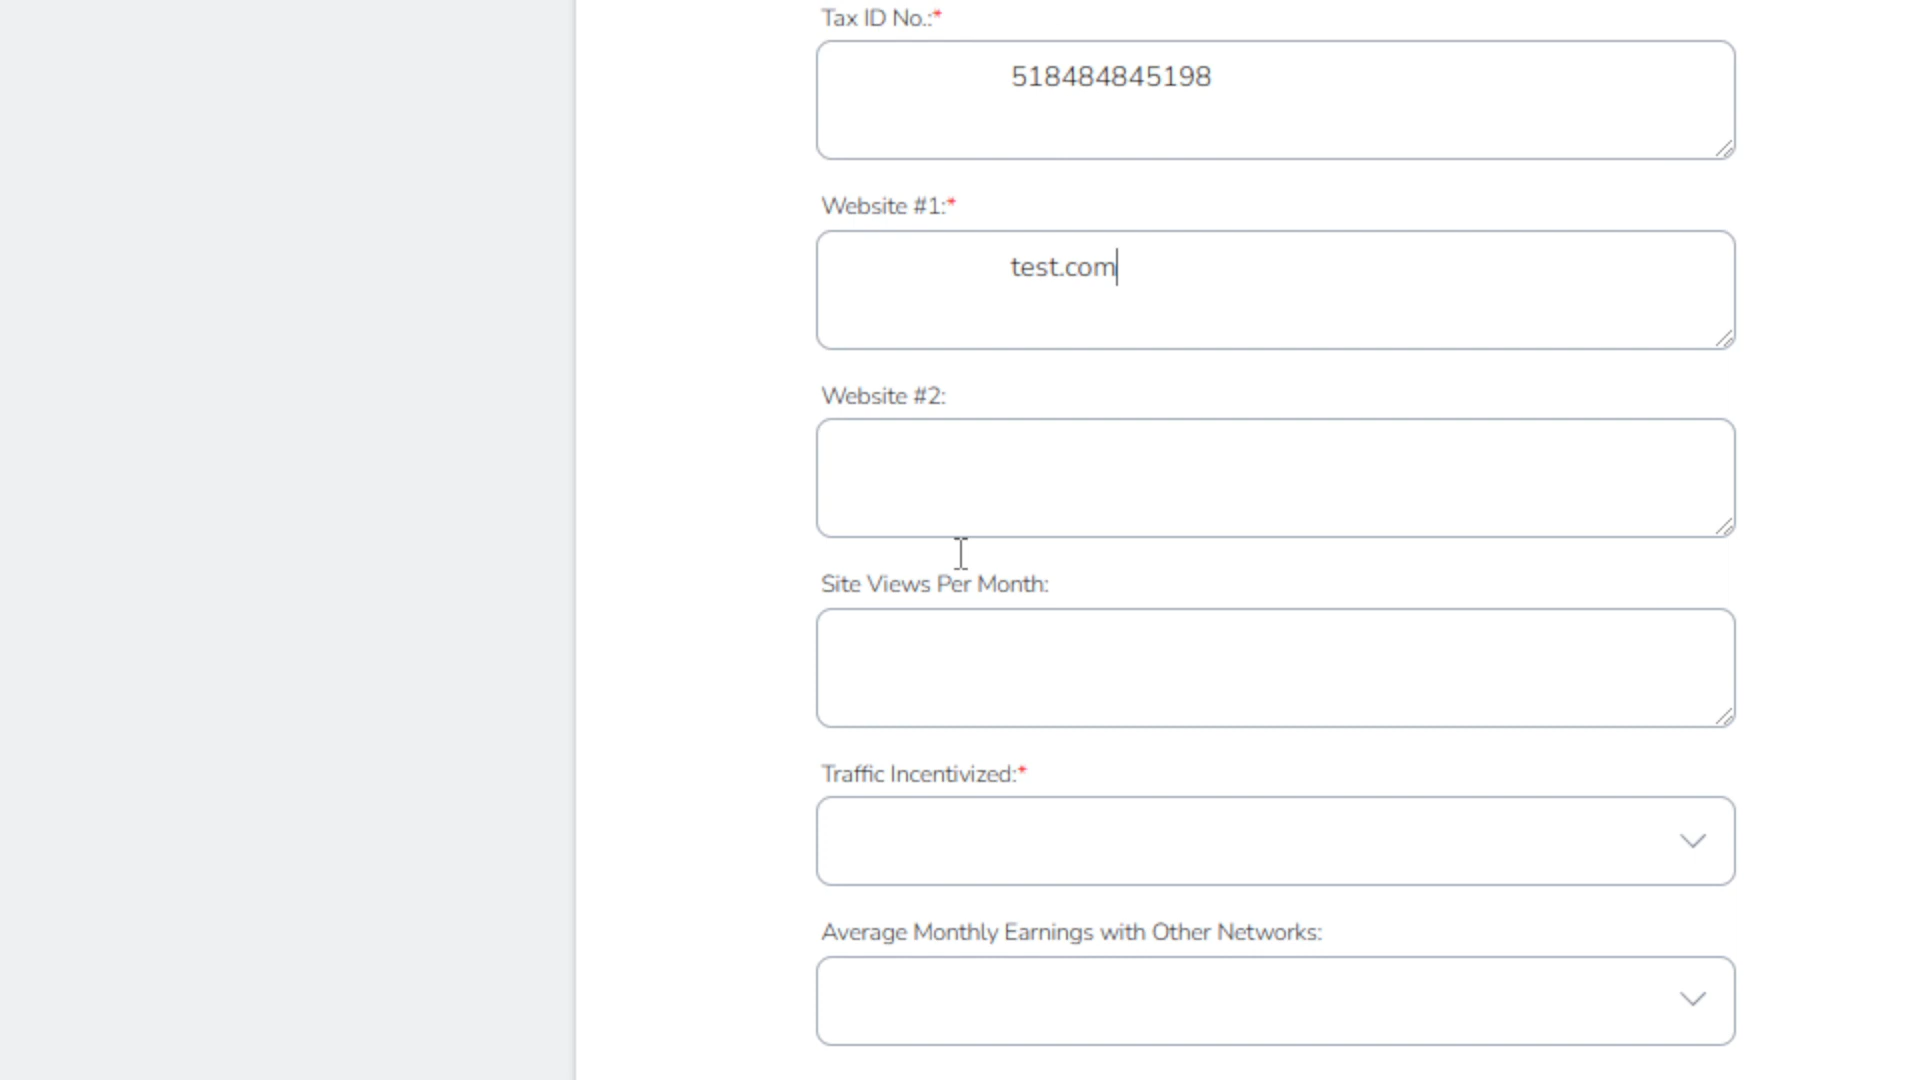 Tax ID No.:*
518484845198
Website #1:*
test.com
Website #2:
Site Views Per Month:
Traffic Incentivized:*
Average Monthly Earnings with Other Networks: